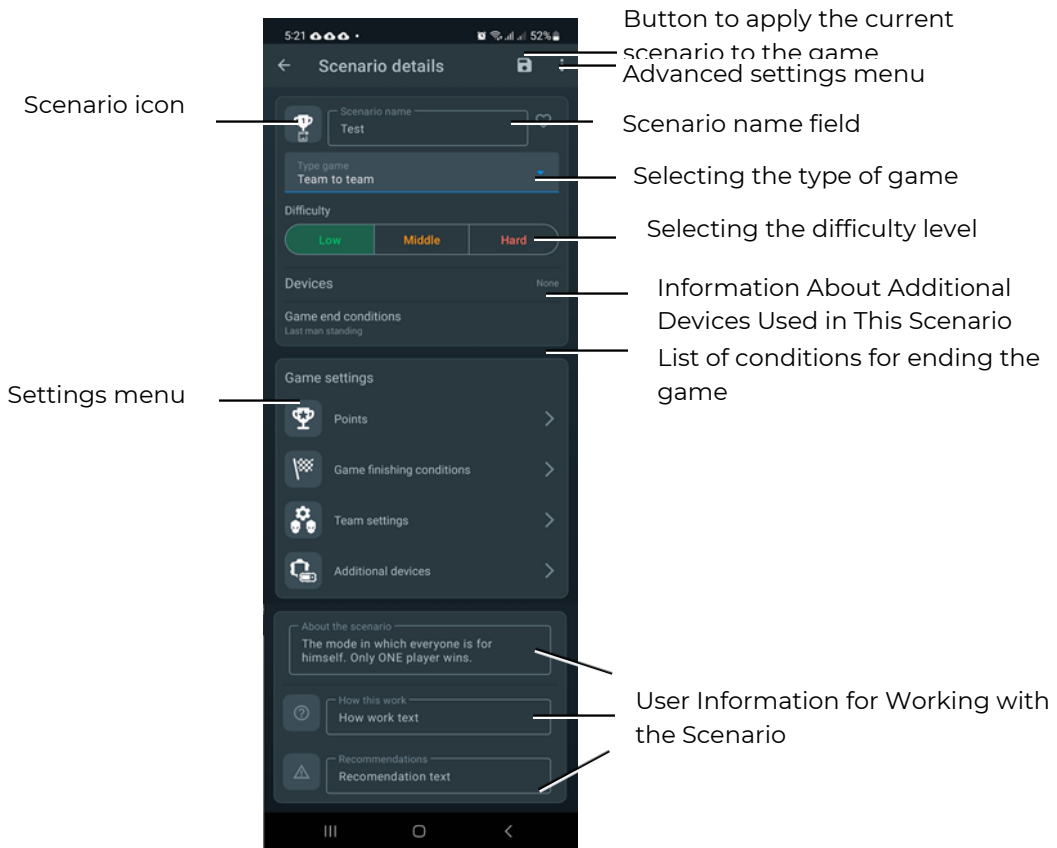 Button to apply the current
scenario to the game
Advanced settings menu
5:21
52%
Scenario details
Scenario icon
Scenario name
Test
Scenario name field
Type game
Team to team
Selecting the type of game
Difficulty
Low Middle Hard
Selecting the difficulty level
Devices None
Information About Additional
Devices Used in This Scenario
Game end conditions
Last man standing
List of conditions for ending the
game
Settings menu
Game settings
Points
Game finishing conditions
Team settings
Additional devices
About the scenario
The mode in which everyone is for
himself. Only ONE player wins.
How this work
How work text
User Information for Working with
the Scenario
Recommendations
Recomendation text